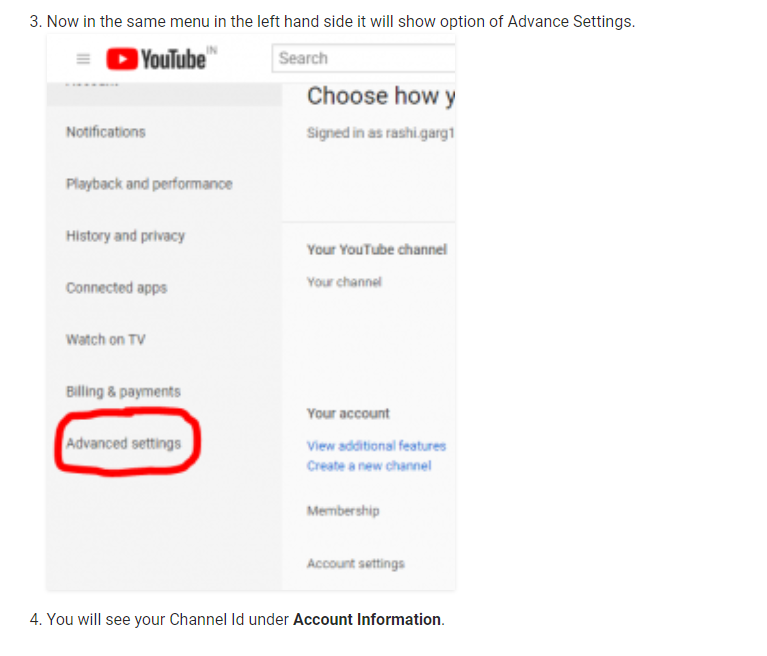 3. Now in the same menu in the left hand side it will show option of Advance Settings.
YouTube IN
Search
Choose how y
Notifications
Signed in as rashi.garg1
Playback and performance
History and privacy
Your YouTube channel
Connected apps
Your channel
Watch on TV
Billing & payments
Your account
Advanced settings
View additional features
Create a new channel
Membership
Account settings
4. You will see your Channel Id under Account Information.